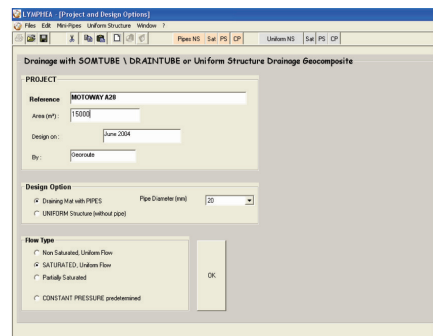 LYMPHEA - [Project and Design Options]
Files Edit Mini-Pipes Uniform Structure Window ?
Pipes NS Sat PS CP Uniform NS Sat PS CP
Drainage with SOMTUBE \ DRAINTUBE or Uniform Structure Drainage Geocomposite
PROJECT
Reference MOTOWAY A28
Area (m²) : 15000
Design on : June 2004
By : Georoute
Design Option
Draining Mat with PIPES Pipe Diameter (mm) 20
UNIFORM Structure (without pipe)
Flow Type
Non Saturated, Uniform Flow
SATURATED, Uniform Flow
Partially Saturated
OK
CONSTANT PRESSURE predetermined